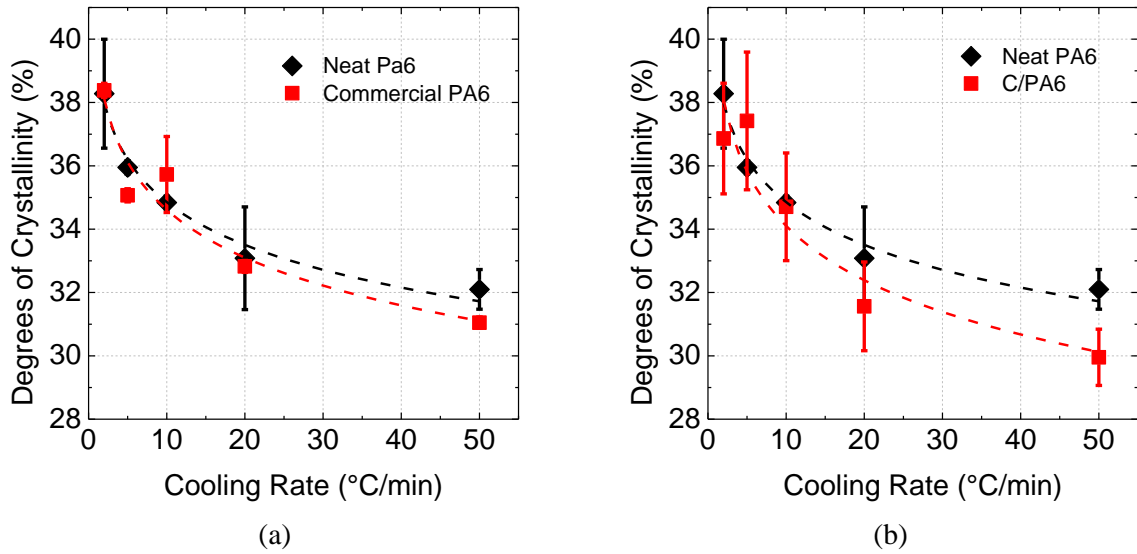 Degrees of Crystallinity (%)
40
38
36
34
32
30
28
0 10 20 30 40 50
Cooling Rate (°C/min)
Neat Pa6
Commercial PA6
(a)
Degrees of Crystallinity (%)
40
38
36
34
32
30
28
0 10 20 30 40 50
Cooling Rate (°C/min)
Neat PA6
C/PA6
(b)